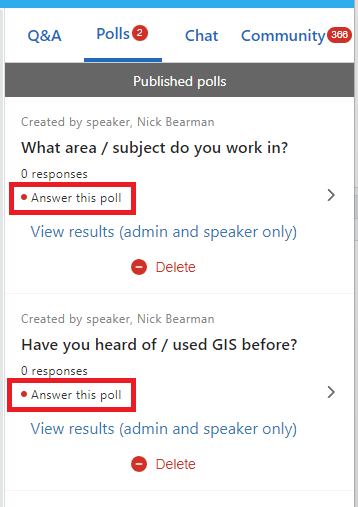 Q&A Polls 2 Chat Community 366
Published polls
Created by speaker, Nick Bearman
What area / subject do you work in?
0 responses
Answer this poll
View results (admin and speaker only)
Delete
Created by speaker, Nick Bearman
Have you heard of / used GIS before?
0 responses
Answer this poll
View results (admin and speaker only)
Delete